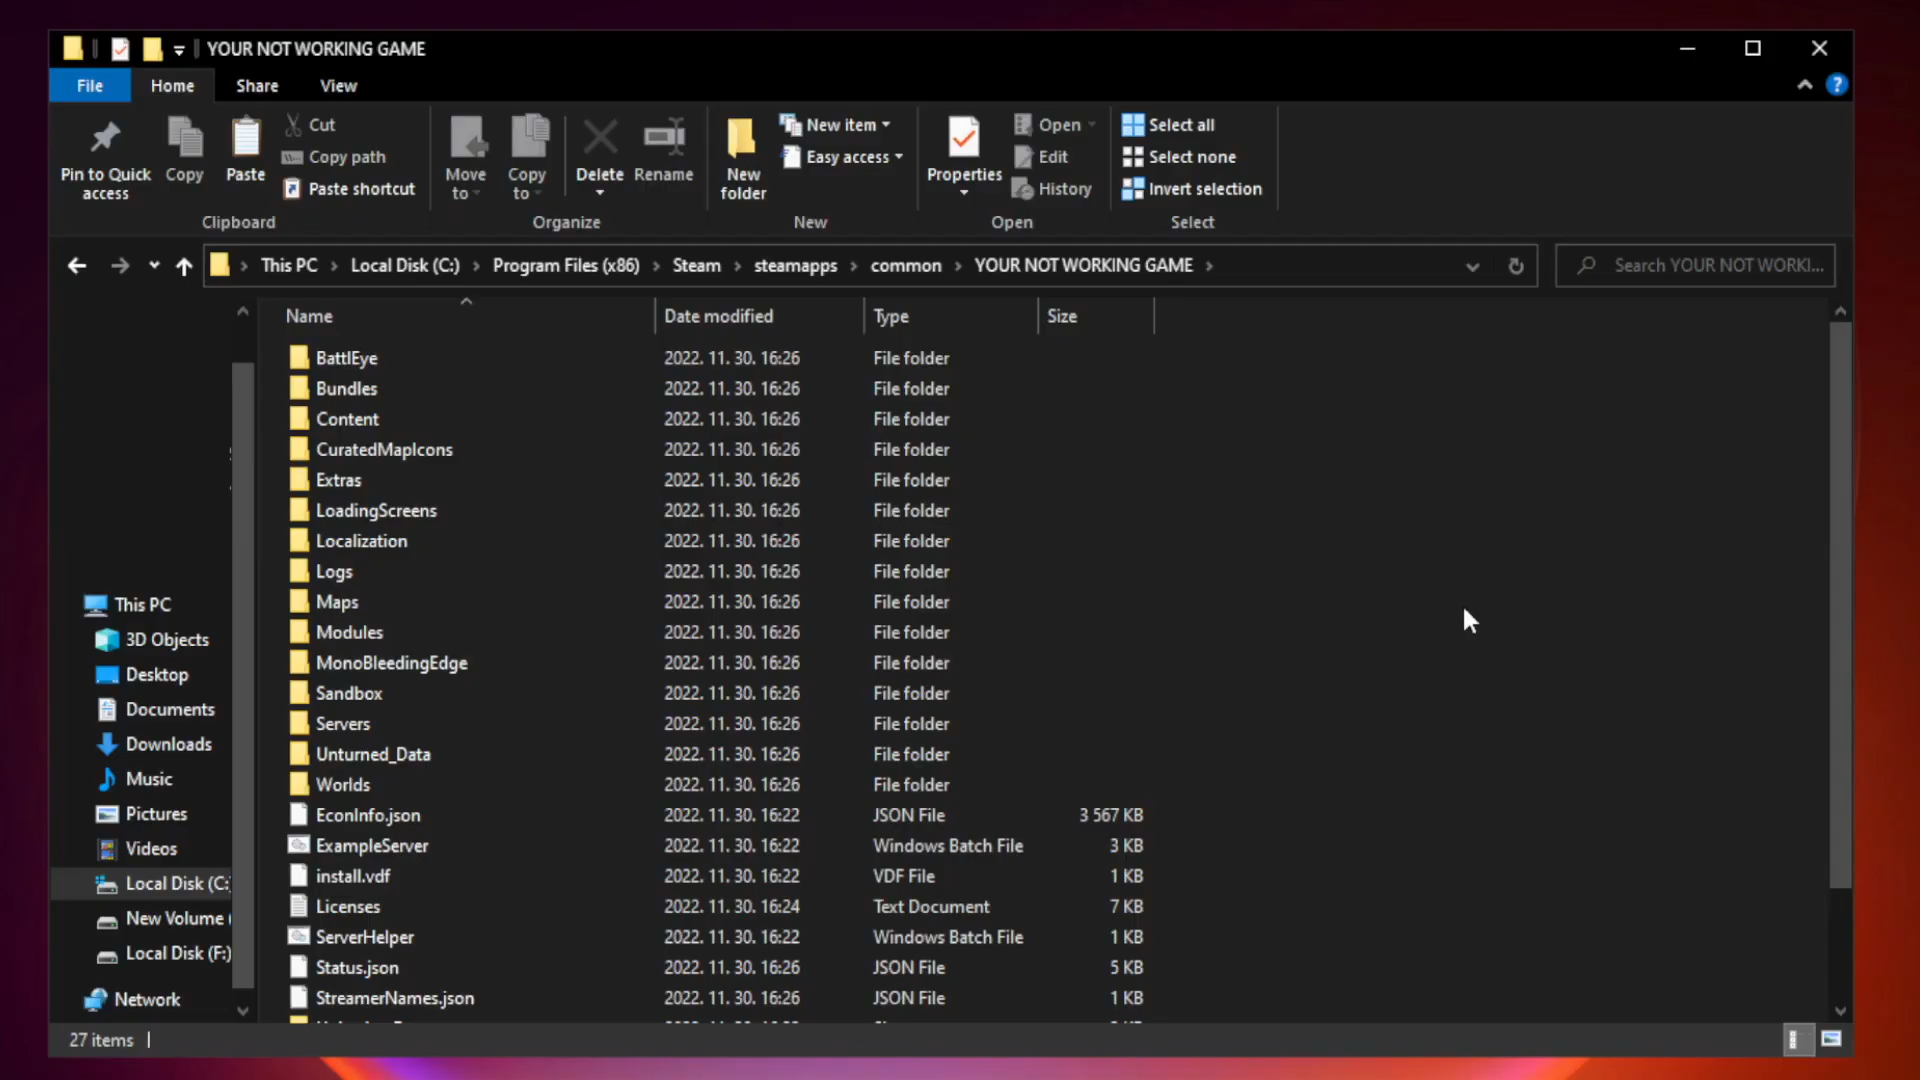 YOUR NOT WORKING GAME
File Home Share View
Pin to Quick access
Copy
Paste
Cut
Copy path
Paste shortcut
Move to
Copy to
Delete
Rename
New folder
New item
Easy access
Properties
Open
Edit
History
Select all
Select none
Invert selection
Clipboard Organize New Open Select
This PC Local Disk (C:) Program Files (x86) Steam steamapps common YOUR NOT WORKING GAME
Search YOUR NOT WORKI...
This PC
3D Objects
Desktop
Documents
Downloads
Music
Pictures
Videos
Local Disk (C:
New Volume (
Local Disk (F:)
Network
Name Date modified Type Size
BattlEye 2022. 11. 30. 16:26 File folder
Bundles 2022. 11. 30. 16:26 File folder
Content 2022. 11. 30. 16:26 File folder
CuratedMapIcons 2022. 11. 30. 16:26 File folder
Extras 2022. 11. 30. 16:26 File folder
LoadingScreens 2022. 11. 30. 16:26 File folder
Localization 2022. 11. 30. 16:26 File folder
Logs 2022. 11. 30. 16:26 File folder
Maps 2022. 11. 30. 16:26 File folder
Modules 2022. 11. 30. 16:26 File folder
MonoBleedingEdge 2022. 11. 30. 16:26 File folder
Sandbox 2022. 11. 30. 16:26 File folder
Servers 2022. 11. 30. 16:26 File folder
Unturned_Data 2022. 11. 30. 16:26 File folder
Worlds 2022. 11. 30. 16:26 File folder
EconInfo.json 2022. 11. 30. 16:22 JSON File 3 567 KB
ExampleServer 2022. 11. 30. 16:22 Windows Batch File 3 KB
install.vdf 2022. 11. 30. 16:22 VDF File 1 KB
Licenses 2022. 11. 30. 16:24 Text Document 7 KB
ServerHelper 2022. 11. 30. 16:22 Windows Batch File 1 KB
Status.json 2022. 11. 30. 16:26 JSON File 5 KB
StreamerNames.json 2022. 11. 30. 16:26 JSON File 1 KB
27 items